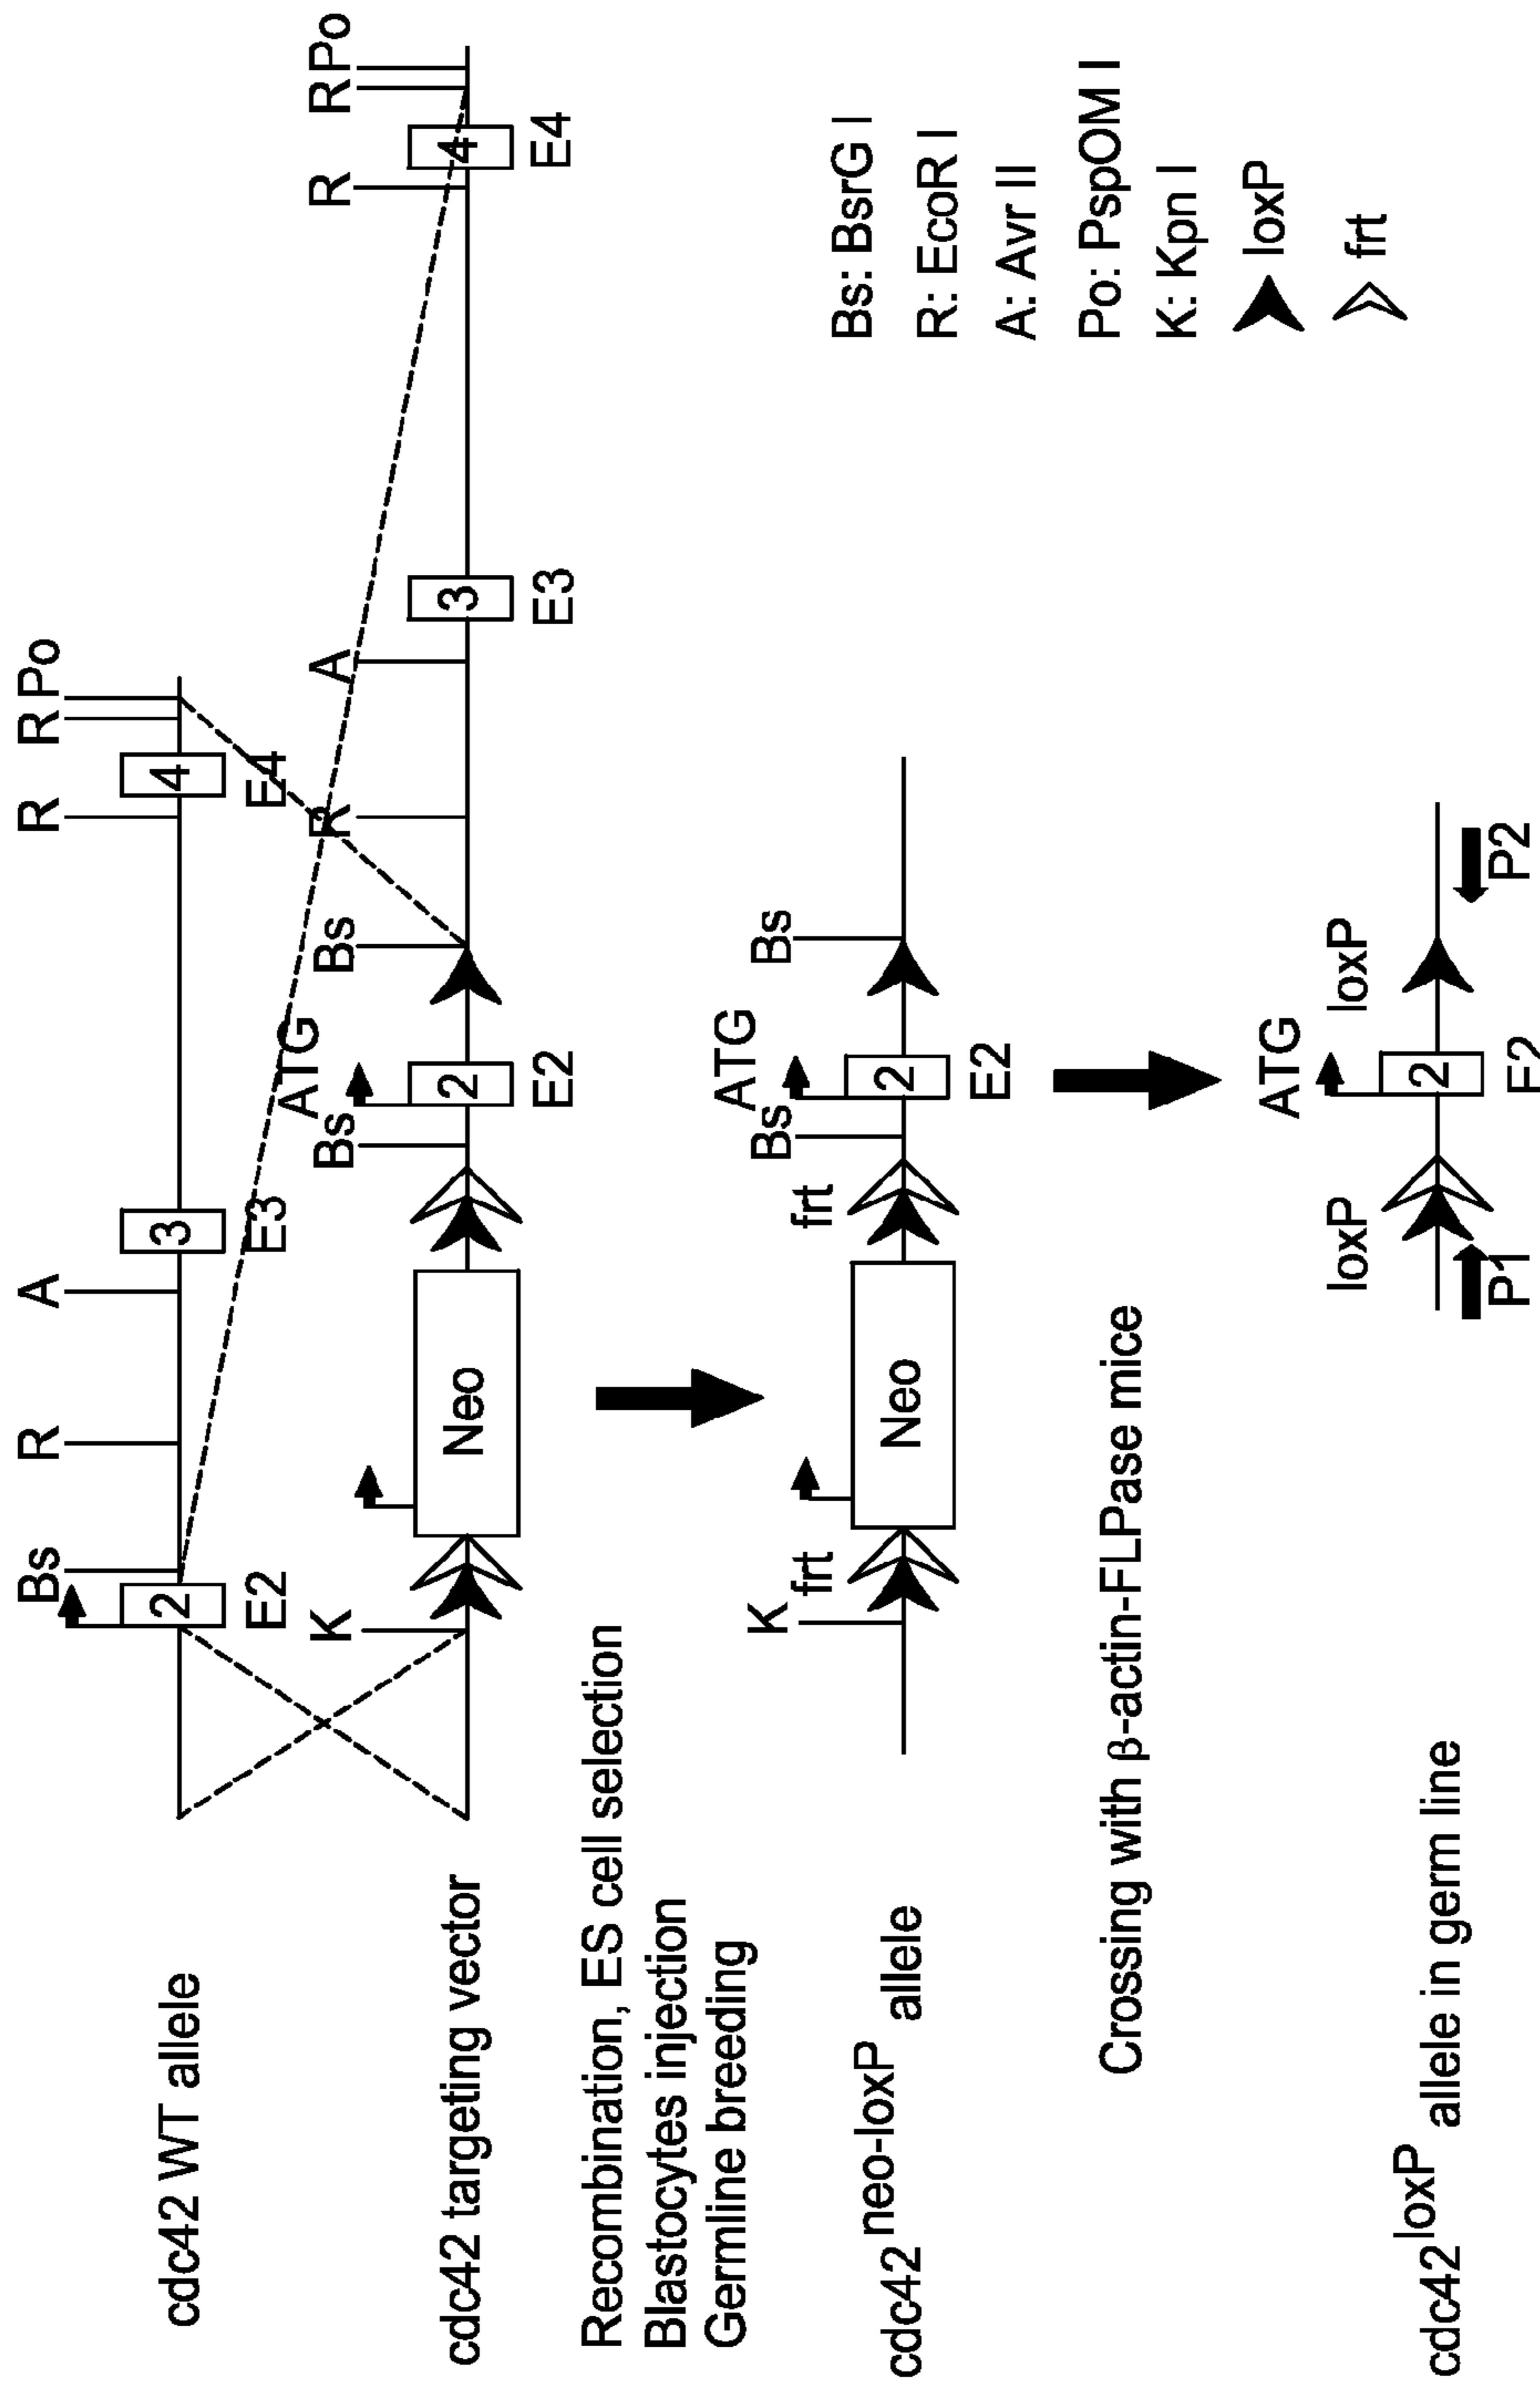 Bs R A R R Po
2 3 4
E2 E3 E4
cdc42 WT allele
K Bs ATG Bs R A R R Po
Neo 2 3 4
E2 E3 E4
cdc42 targeting vector
Recombination, ES cell selection
Blastocytes injection
Germline breeding
K frt frt Bs ATG Bs
Neo 2
E2
cdc42neo-loxP allele
Bs: BsrG I
R: EcoR I
A: Avr II
Po: PspOM I
K: Kpn I
loxP
frt
Crossing with β-actin-FLPase mice
loxP ATG loxP
2
P1 E2 P2
cdc42loxP allele in germ line